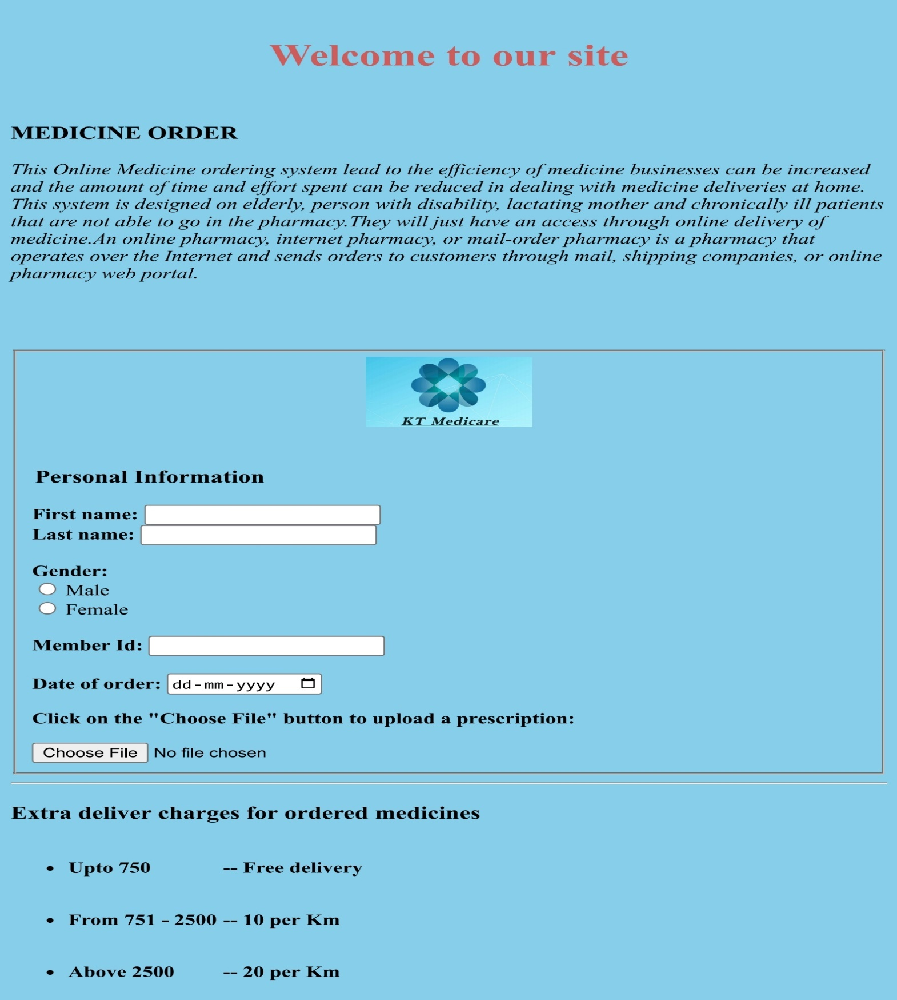 Welcome to our site
MEDICINE ORDER
This Online Medicine ordering system lead to the efficiency of medicine businesses can be increased
and the amount of time and effort spent can be reduced in dealing with medicine deliveries at home.
This system is designed on elderly, person with disability, lactating mother and chronically ill patients
that are not able to go in the pharmacy.They will just have an access through online delivery of
medicine.An online pharmacy, internet pharmacy, or mail-order pharmacy is a pharmacy that
operates over the Internet and sends orders to customers through mail, shipping companies, or online
pharmacy web portal.
KT Medicare
Personal Information
First name:
Last name:
Gender:
Male
Female
Member Id:
Date of order: dd-mm-yyyy
Click on the "Choose File" button to upload a prescription:
Choose File No file chosen
Extra deliver charges for ordered medicines
• Upto 750 -- Free delivery
• From 751 - 2500 -- 10 per Km
• Above 2500 -- 20 per Km